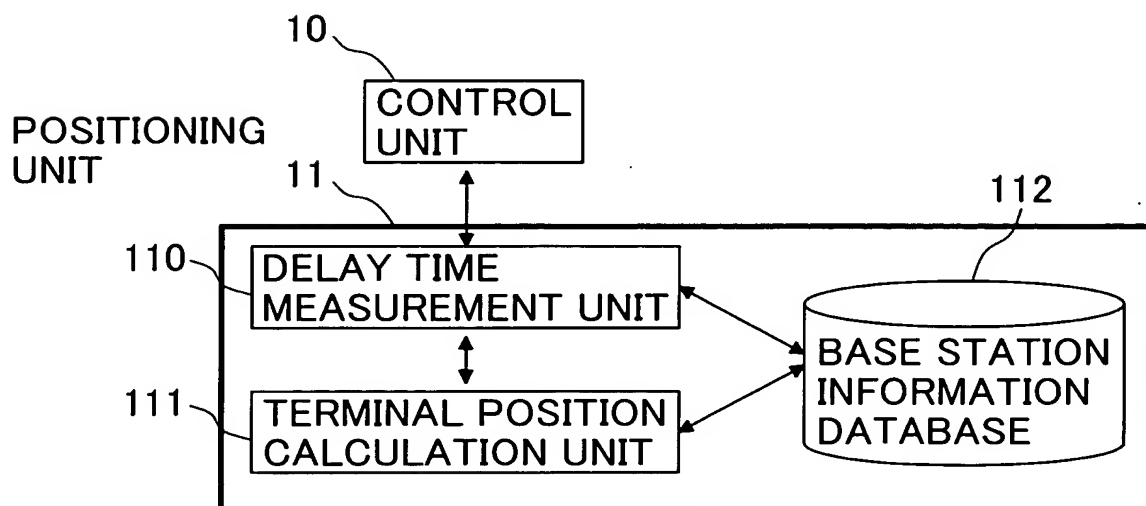 10
CONTROL
UNIT
POSITIONING
UNIT
11
112
110
DELAY TIME
MEASUREMENT UNIT
BASE STATION
INFORMATION
DATABASE
111
TERMINAL POSITION
CALCULATION UNIT